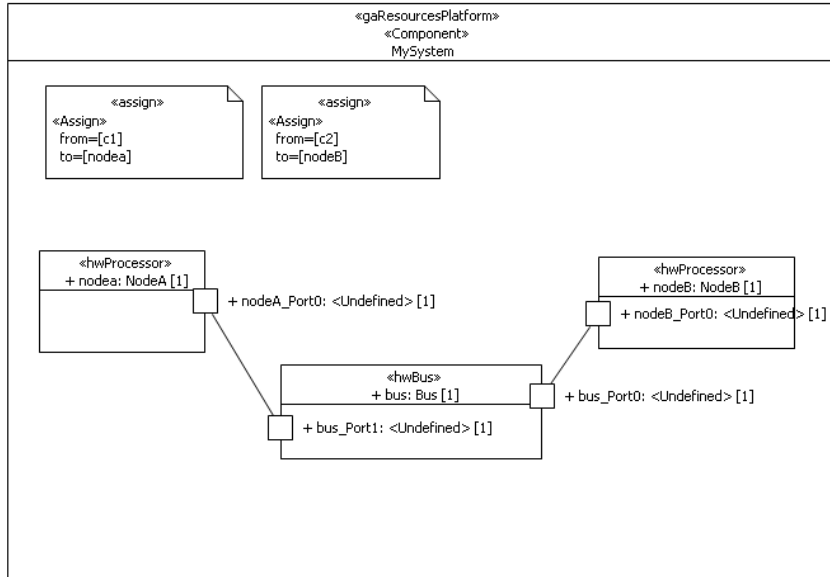 «gaResourcesPlatform»
«Component»
MySystem
«assign»
«Assign»
from=[c1]
to=[nodea]
«assign»
«Assign»
from=[c2]
to=[nodeB]
«hwProcessor»
+ nodea: NodeA [1]
+ nodeA_Port0: <Undefined> [1]
«hwProcessor»
+ nodeB: NodeB [1]
+ nodeB_Port0: <Undefined> [1]
«hwBus»
+ bus: Bus [1]
+ bus_Port0: <Undefined> [1]
+ bus_Port1: <Undefined> [1]